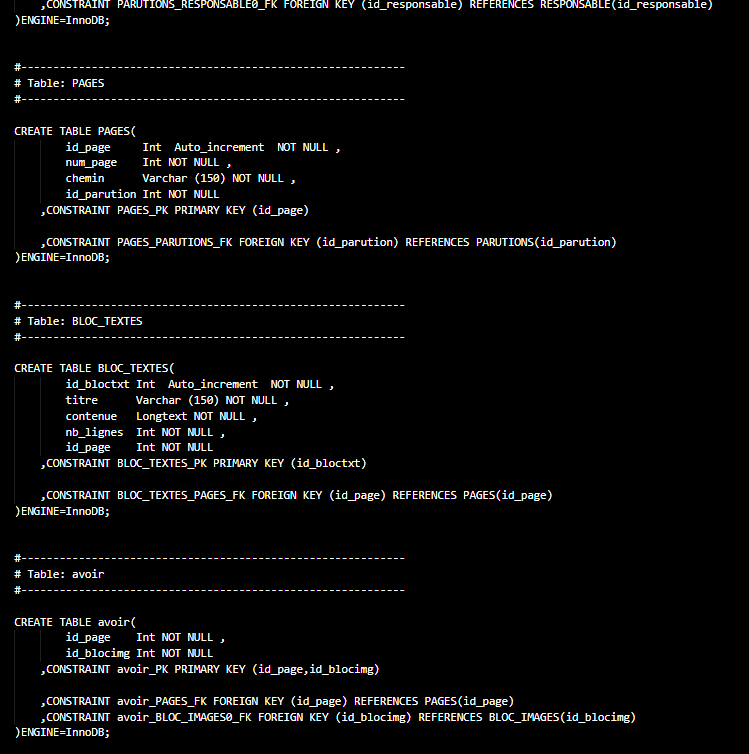 ,CONSTRAINT PARUTIONS_RESPONSABLE0_FK FOREIGN KEY (id_responsable) REFERENCES RESPONSABLE(id_responsable)
)ENGINE=InnoDB;
#------------------------------------------------------------
# Table: PAGES
#------------------------------------------------------------
CREATE TABLE PAGES(
id_page Int Auto_increment NOT NULL ,
num_page Int NOT NULL ,
chemin Varchar (150) NOT NULL ,
id_parution Int NOT NULL
,CONSTRAINT PAGES_PK PRIMARY KEY (id_page)
,CONSTRAINT PAGES_PARUTIONS_FK FOREIGN KEY (id_parution) REFERENCES PARUTIONS(id_parution)
)ENGINE=InnoDB;
#------------------------------------------------------------
# Table: BLOC_TEXTES
#------------------------------------------------------------
CREATE TABLE BLOC_TEXTES(
id_bloctxt Int Auto_increment NOT NULL ,
titre Varchar (150) NOT NULL ,
contenue Longtext NOT NULL ,
nb_lignes Int NOT NULL ,
id_page Int NOT NULL
,CONSTRAINT BLOC_TEXTES_PK PRIMARY KEY (id_bloctxt)
,CONSTRAINT BLOC_TEXTES_PAGES_FK FOREIGN KEY (id_page) REFERENCES PAGES(id_page)
)ENGINE=InnoDB;
#------------------------------------------------------------
# Table: avoir
#------------------------------------------------------------
CREATE TABLE avoir(
id_page Int NOT NULL ,
id_blocimg Int NOT NULL
,CONSTRAINT avoir_PK PRIMARY KEY (id_page,id_blocimg)
,CONSTRAINT avoir_PAGES_FK FOREIGN KEY (id_page) REFERENCES PAGES(id_page)
,CONSTRAINT avoir_BLOC_IMAGES0_FK FOREIGN KEY (id_blocimg) REFERENCES BLOC_IMAGES(id_blocimg)
)ENGINE=InnoDB;